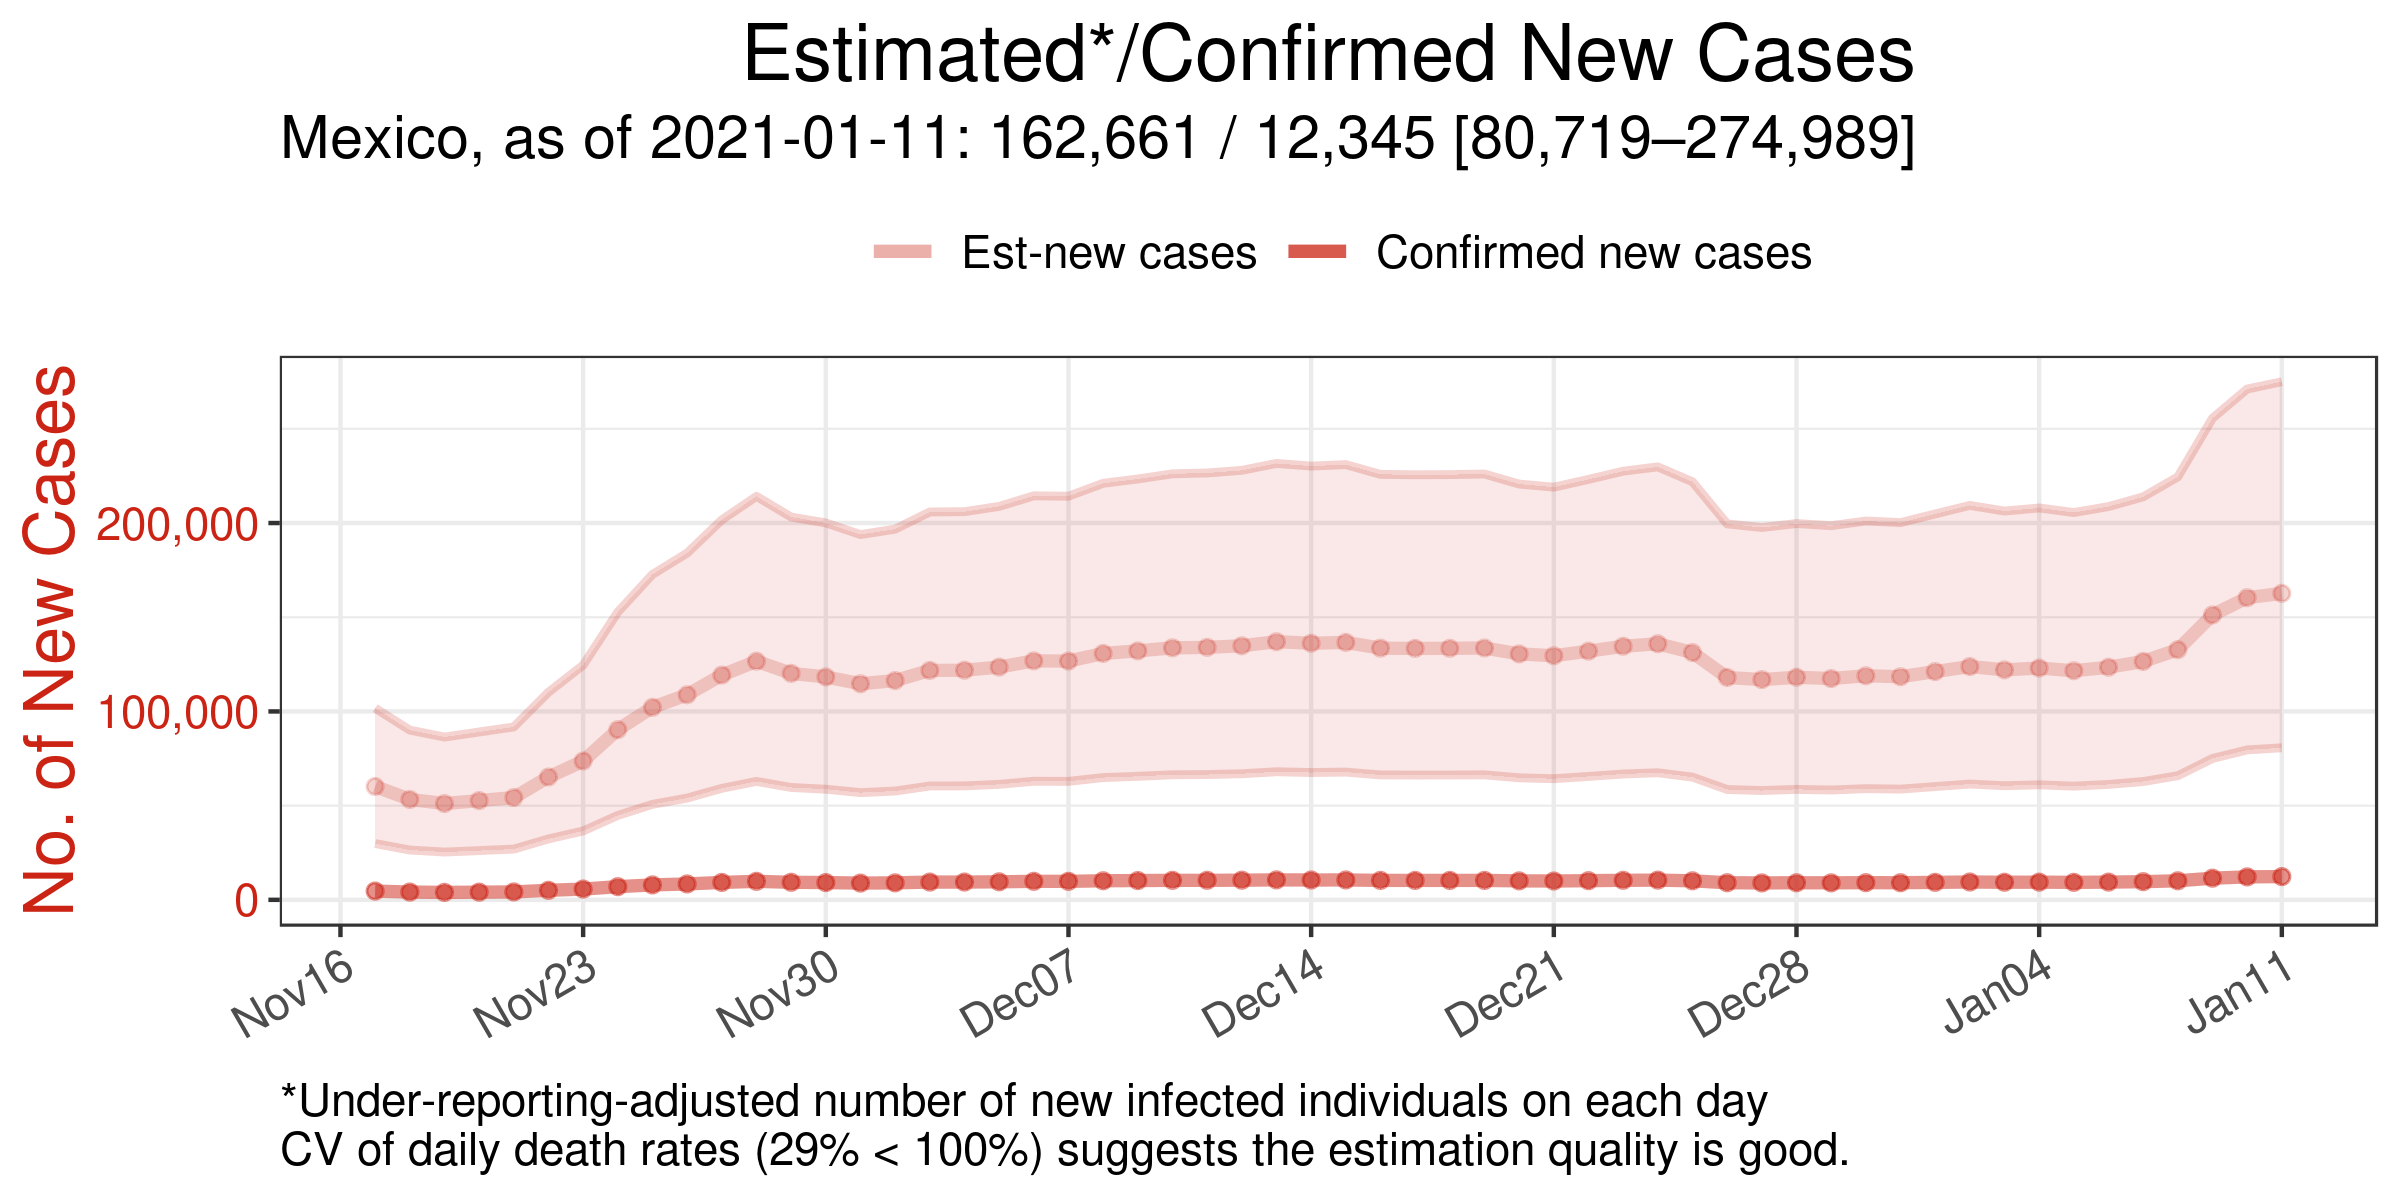 Estimated*/Confirmed New Cases
Mexico, as of 2021-01-11: 162,661 / 12,345 [80,719–274,989]
Est-new cases
Confirmed new cases
No. of New Cases
200,000
100,000
0
Nov16
Nov23
Nov30
Dec07
Dec14
Dec21
Dec28
Jan04
Jan11
*Under-reporting-adjusted number of new infected individuals on each day
CV of daily death rates (29% < 100%) suggests the estimation quality is good.